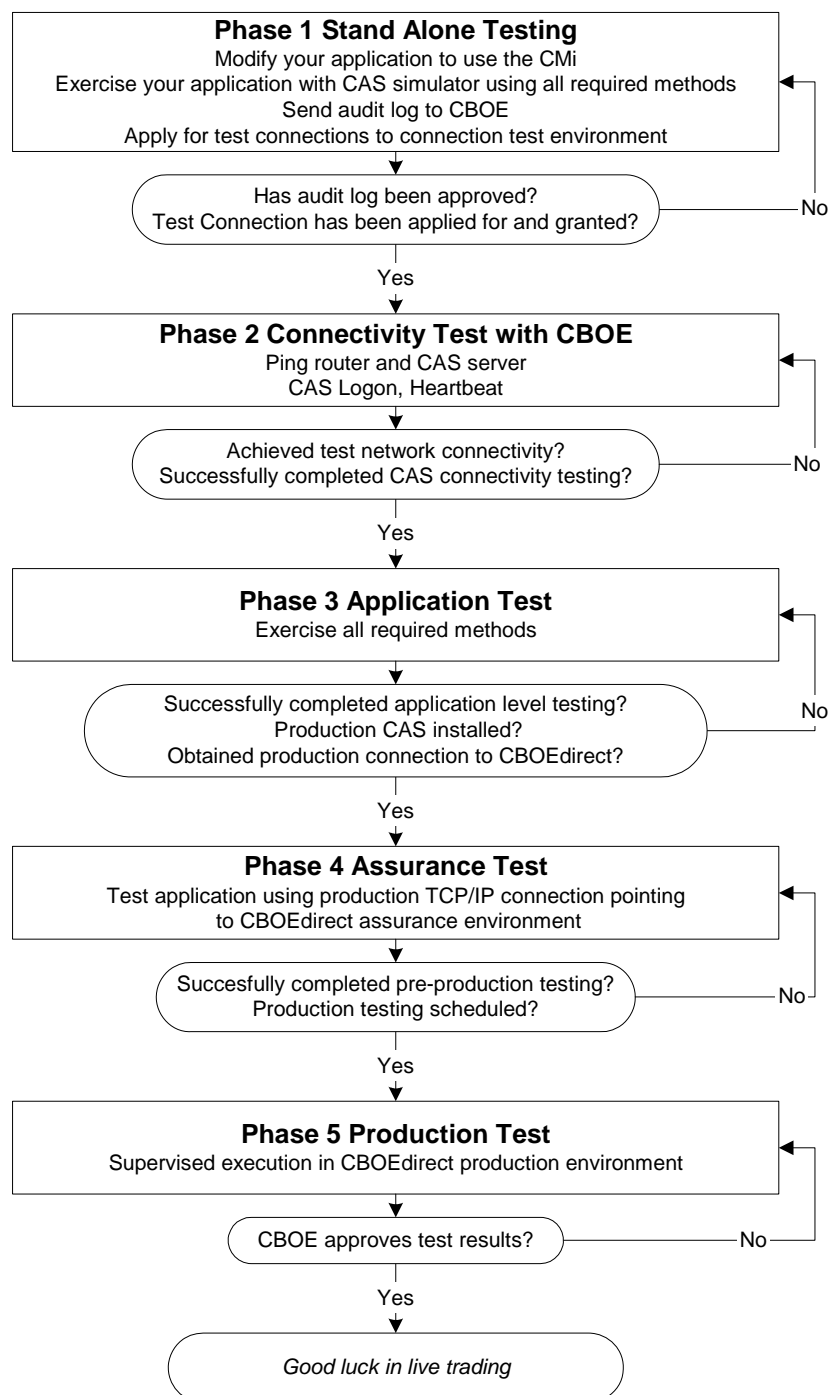 Phase 1 Stand Alone Testing
Modify your application to use the CMi
Exercise your application with CAS simulator using all required methods
Send audit log to CBOE
Apply for test connections to connection test environment
Has audit log been approved?
Test Connection has been applied for and granted?
No
Yes
Phase 2 Connectivity Test with CBOE
Ping router and CAS server
CAS Logon, Heartbeat
Achieved test network connectivity?
Successfully completed CAS connectivity testing?
No
Yes
Phase 3 Application Test
Exercise all required methods
Successfully completed application level testing?
Production CAS installed?
Obtained production connection to CBOEdirect?
No
Yes
Phase 4 Assurance Test
Test application using production TCP/IP connection pointing
to CBOEdirect assurance environment
Succesfully completed pre-production testing?
Production testing scheduled?
No
Yes
Phase 5 Production Test
Supervised execution in CBOEdirect production environment
CBOE approves test results?
No
Yes
Good luck in live trading